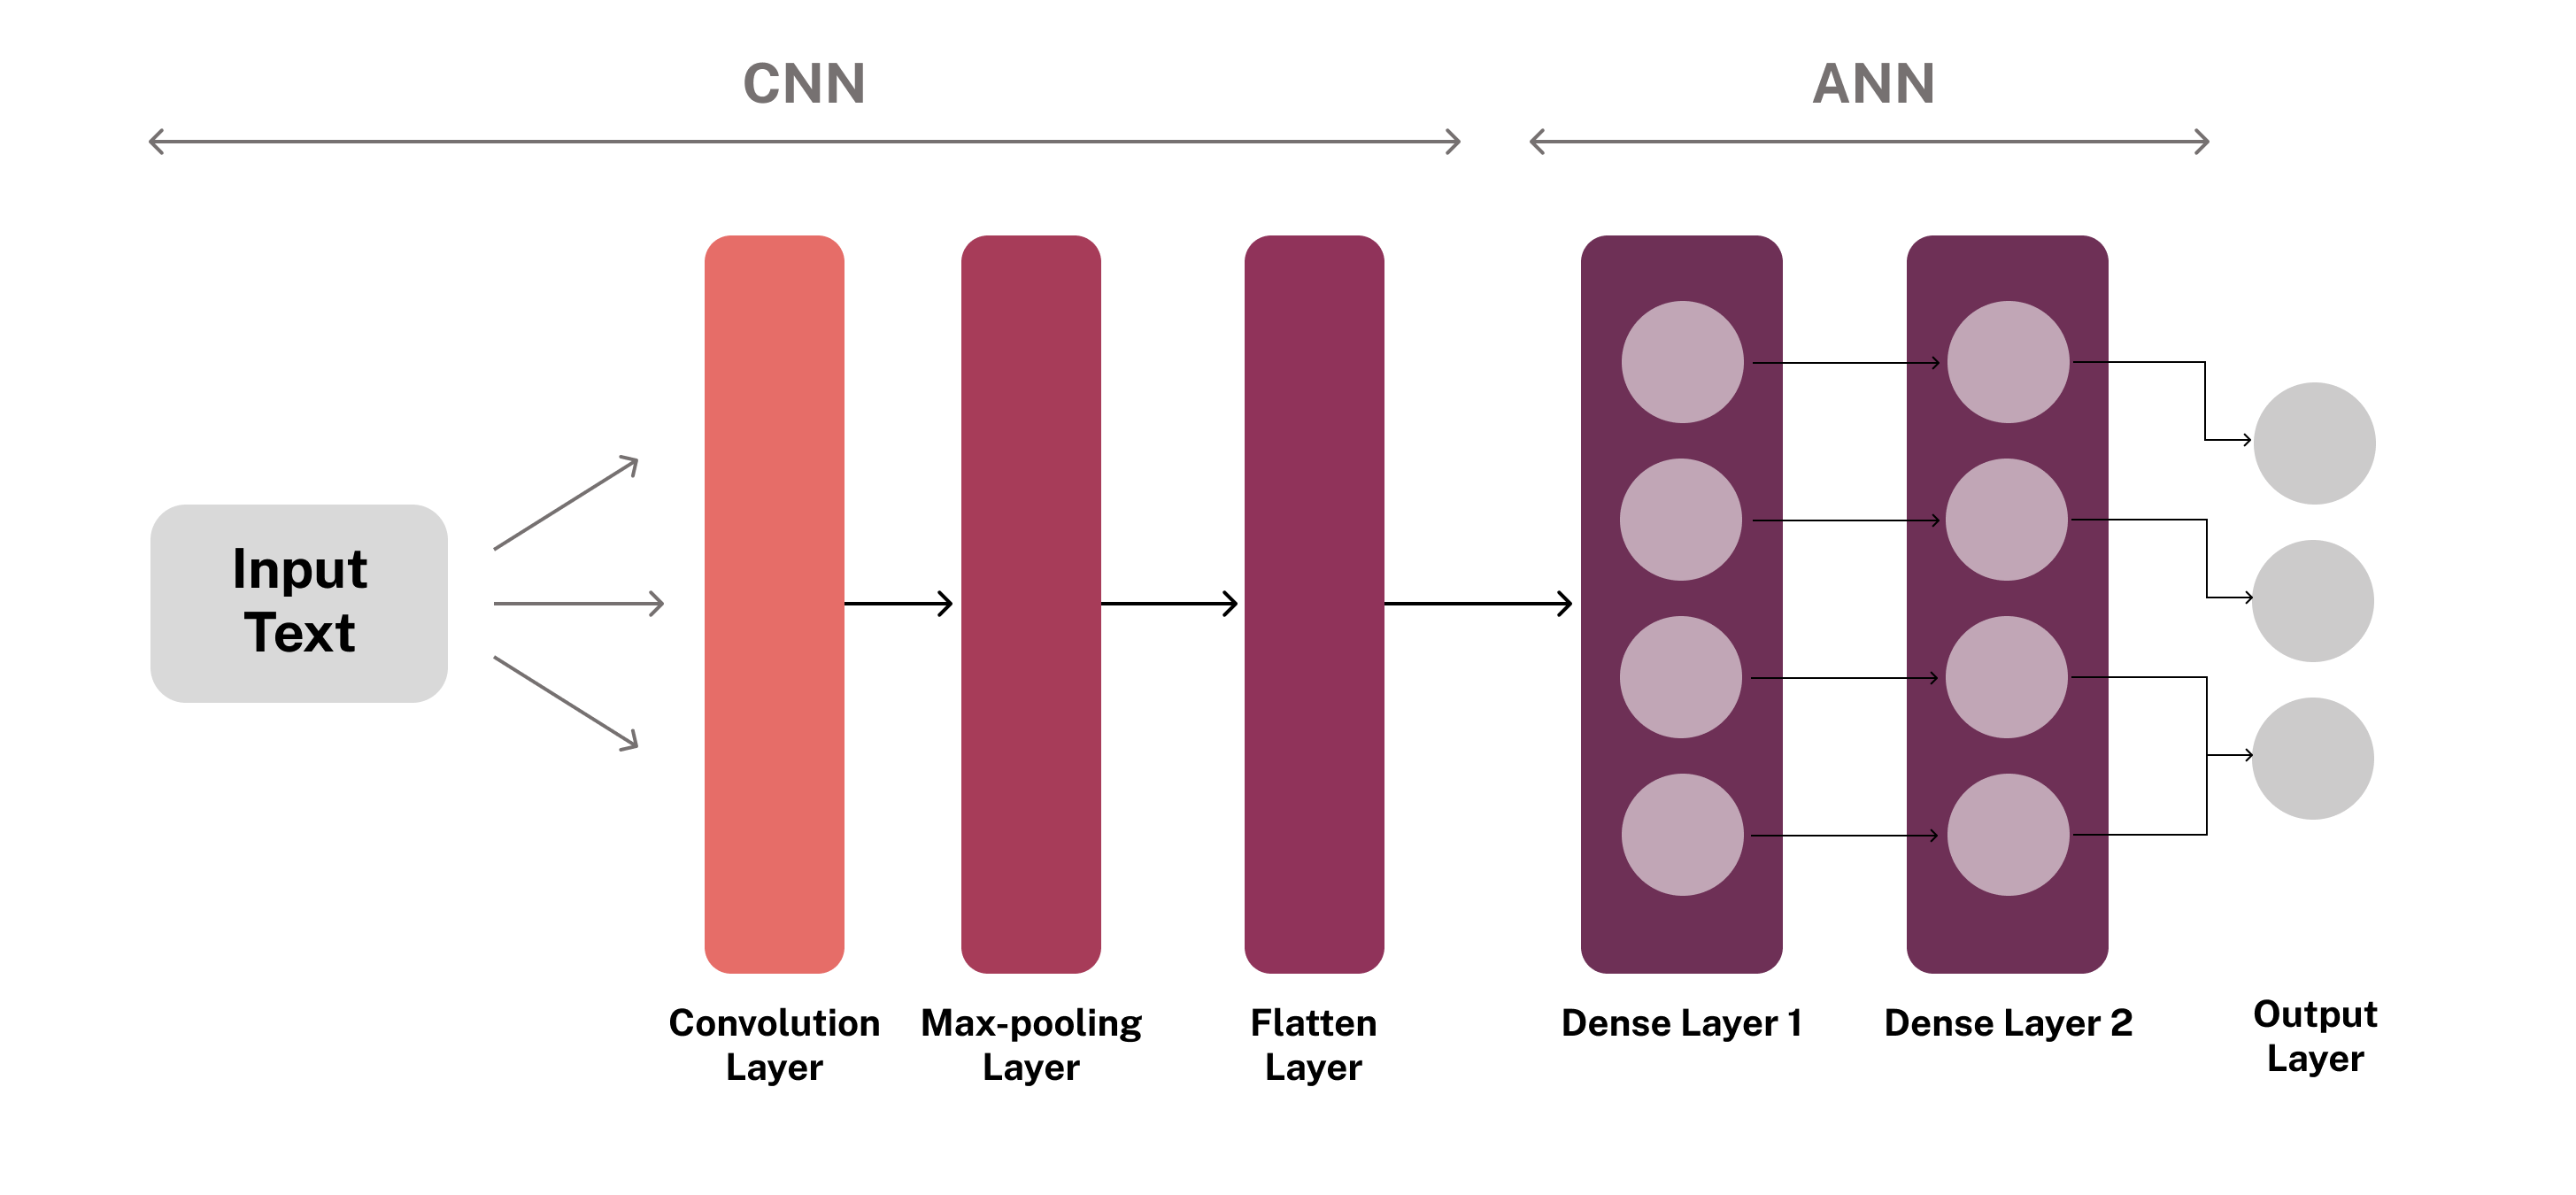 CNN
ANN
Input
Text
Convolution
Layer
Max-pooling
Layer
Flatten
Layer
Dense Layer 1
Dense Layer 2
Output
Layer